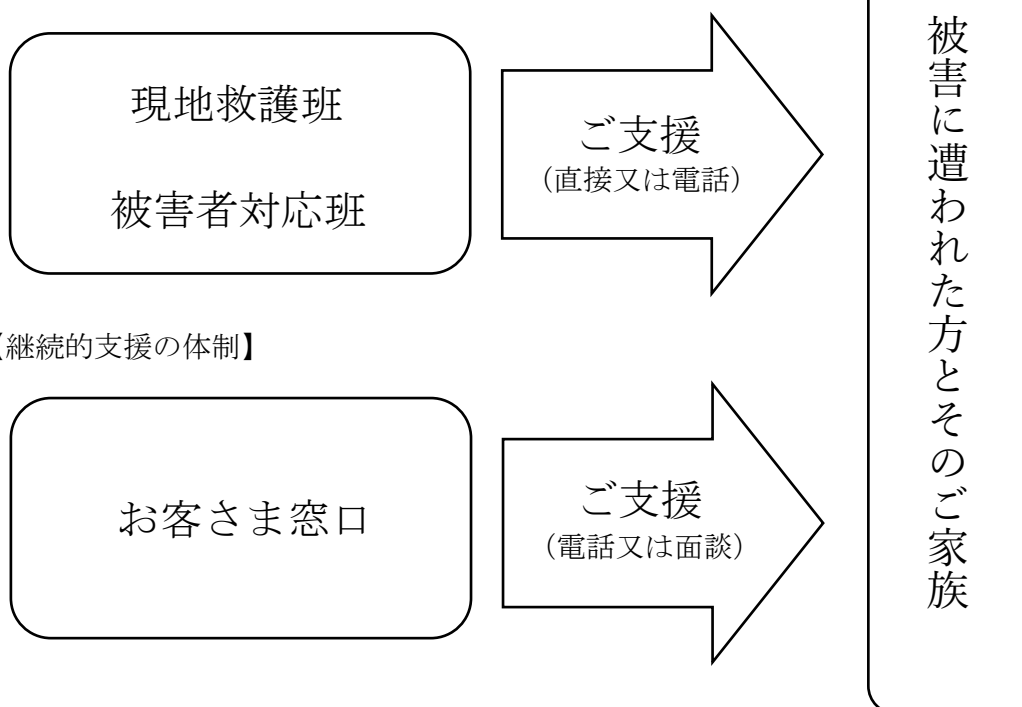 現地救護班
被害者対応班
ご支援
（直接又は電話）
【継続的支援の体制】
お客さま窓口
ご支援
（電話又は面談）
被害に遭われた方とそのご家族